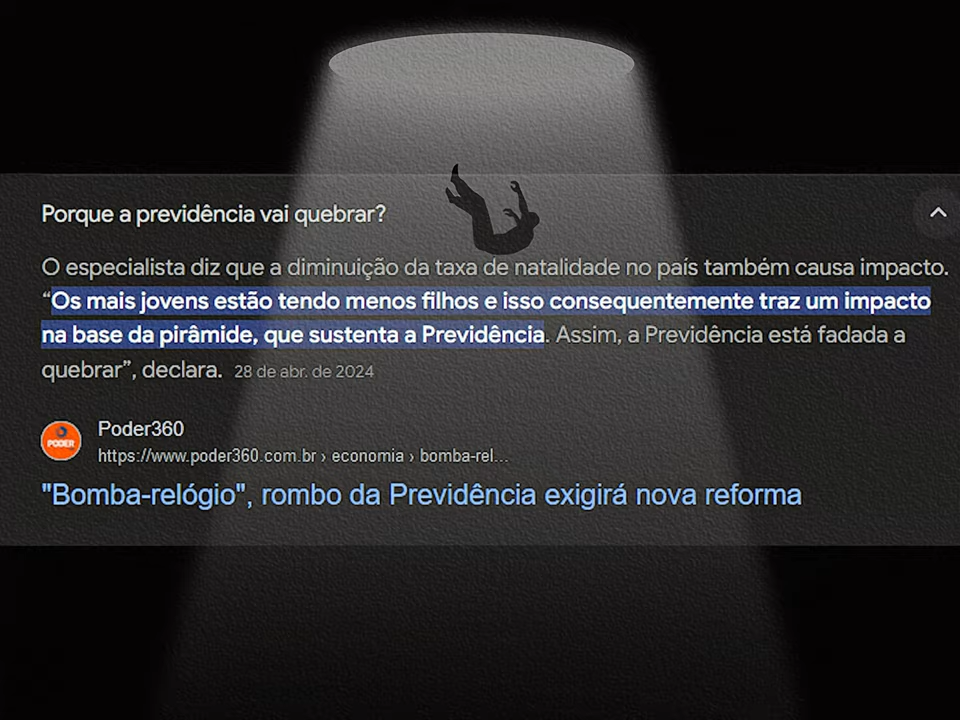 Porque a previdência vai quebrar?
O especialista diz que a diminuição da taxa de natalidade no país também causa impacto.
“Os mais jovens estão tendo menos filhos e isso consequentemente traz um impacto
na base da pirâmide, que sustenta a Previdência. Assim, a Previdência está fadada a
quebrar”, declara. 28 de abr. de 2024
Poder360
PODER
https://www.poder360.com.br › economia › bomba-rel...
"Bomba-relógio", rombo da Previdência exigirá nova reforma